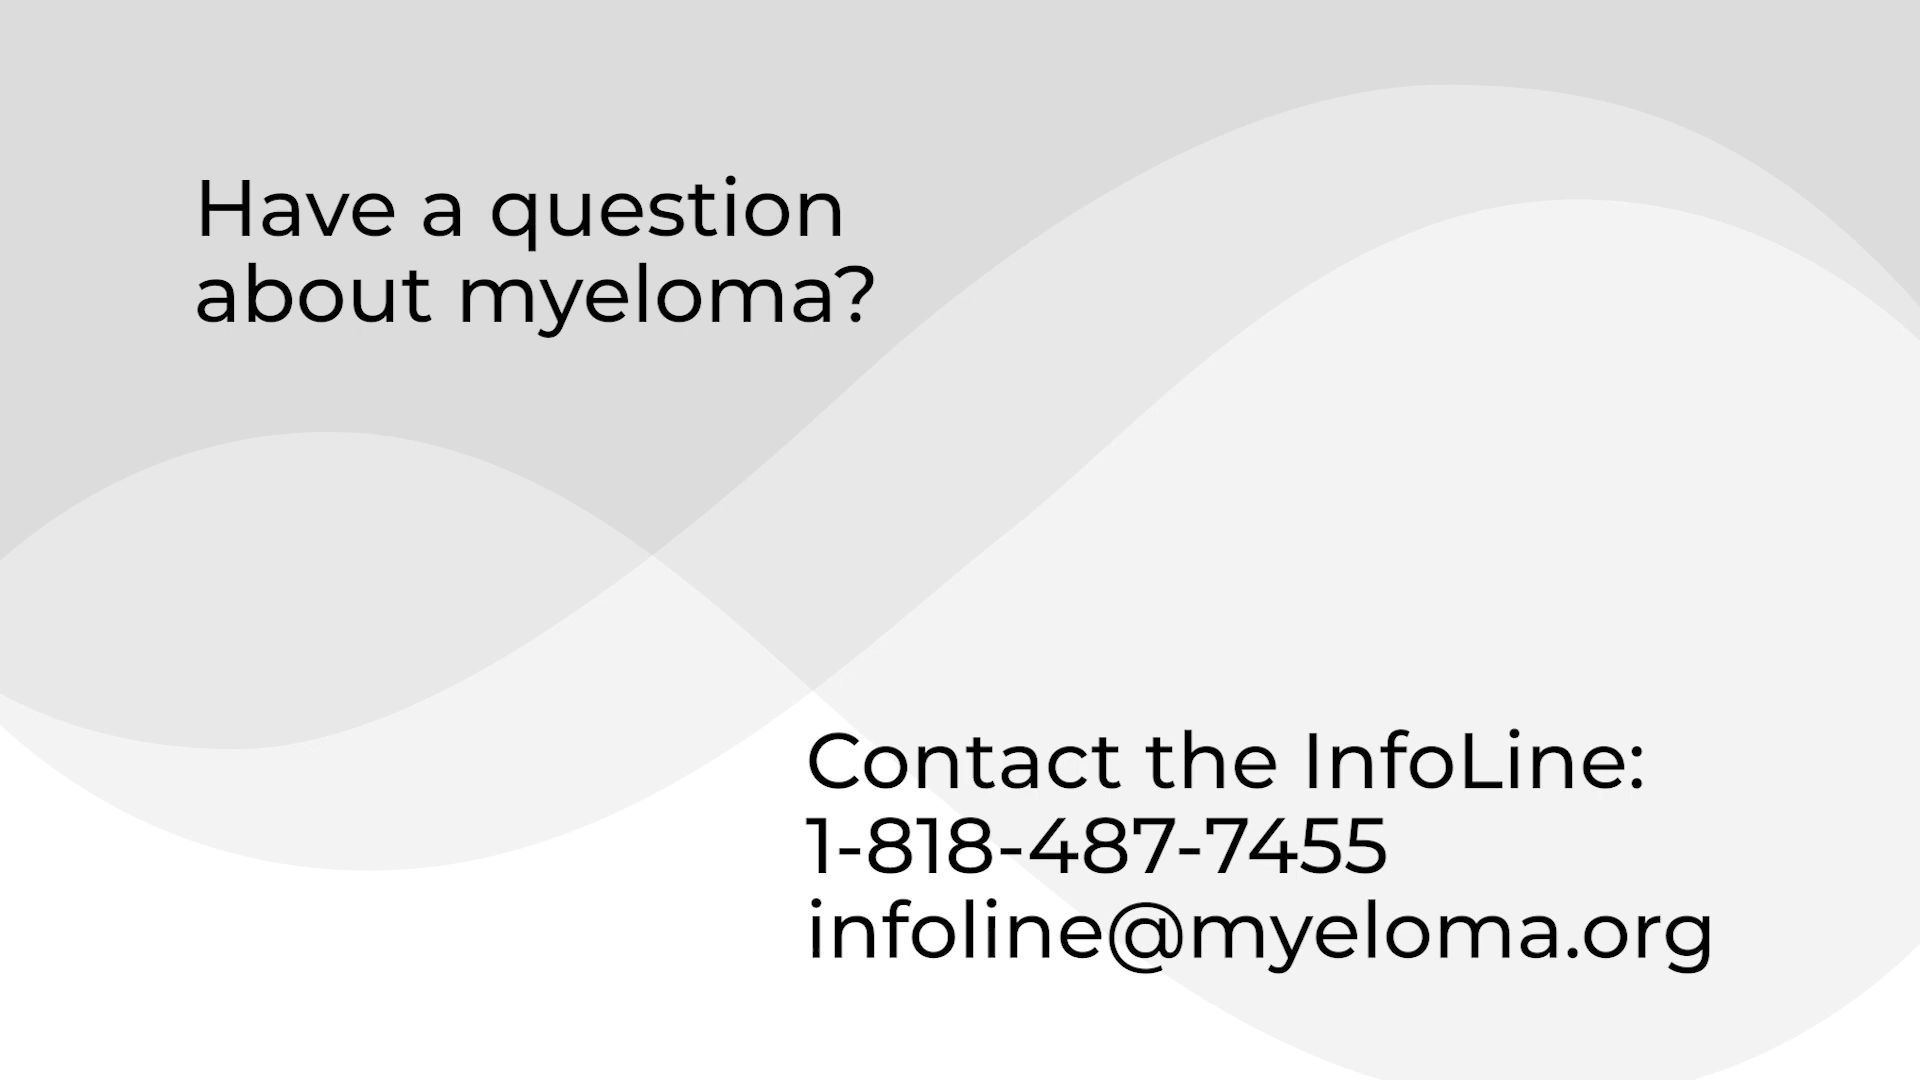 Have a question
about myeloma?
Contact the InfoLine:
1-818-487-7455
infoline@myeloma.org